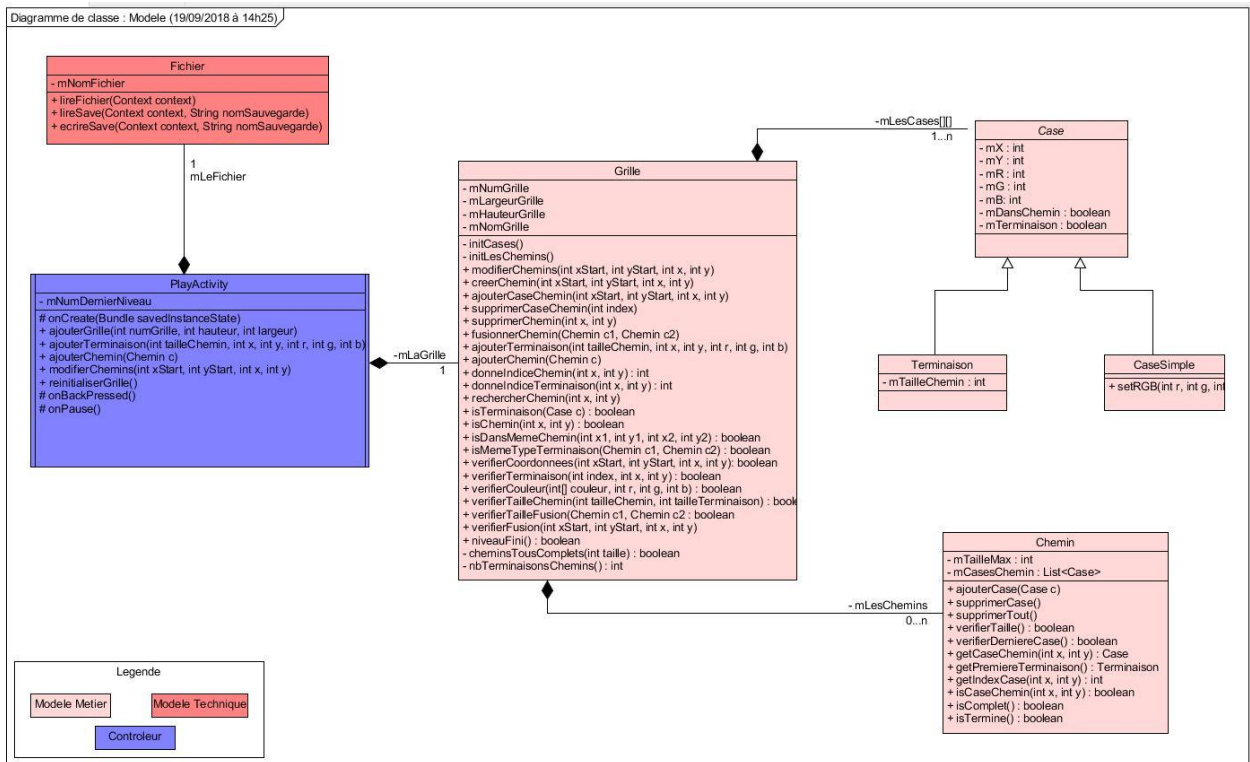 Diagramme de classe : Modele (19/09/2018 à 14h25)
Fichier
- mNomFichier
+ lireFichier(Context context)
+ lireSave(Context context, String nomSauvegarde)
+ ecrireSave(Context context, String nomSauvegarde)
1
mLeFichier
PlayActivity
- mNumDernierNiveau
# onCreate(Bundle savedInstanceState)
+ ajouterGrille(int numGrille, int hauteur, int largeur)
+ ajouterTerminaison(int tailleChemin, int x, int y, int r, int g, int b)
+ ajouterChemin(Chemin c)
+ modifierChemins(int xStart, int yStart, int x, int y)
+ reinitialiserGrille()
# onBackPressed()
# onPause()
-mLaGrille
1
Grille
- mNumGrille
- mLargeurGrille
- mHauteurGrille
- mNomGrille
- initCases()
- initLesChemins()
+ modifierChemins(int xStart, int yStart, int x, int y)
+ creerChemin(int xStart, int yStart, int x, int y)
+ ajouterCaseChemin(int xStart, int yStart, int x, int y)
+ supprimerCaseChemin(int index)
+ supprimerChemin(int x, int y)
+ fusionnerChemin(Chemin c1, Chemin c2)
+ ajouterTerminaison(int tailleChemin, int x, int y, int r, int g, int b)
+ ajouterChemin(Chemin c)
+ donneIndiceChemin(int x, int y) : int
+ donneIndiceTerminaison(int x, int y) : int
+ rechercherChemin(int x, int y)
+ isTerminaison(Case c) : boolean
+ isChemin(int x, int y) : boolean
+ isDansMemeChemin(int x1, int y1, int x2, int y2) : boolean
+ isMemeTypeTerminaison(Chemin c1, Chemin c2) : boolean
+ verifierCoordonnees(int xStart, int yStart, int x, int y): boolean
+ verifierTerminaison(int index, int x, int y) : boolean
+ verifierCouleur(int[] couleur, int r, int g, int b) : boolean
+ verifierTailleChemin(int tailleChemin, int tailleTerminaison) : boole
+ verifierTailleFusion(Chemin c1, Chemin c2 : boolean
+ verifierFusion(int xStart, int yStart, int x, int y)
+ niveauFini() : boolean
- cheminsTousComplets(int taille) : boolean
- nbTerminaisonsChemins() : int
-mLesCases[][]
1...n
Case
- mX : int
- mY : int
- mR : int
- mG : int
- mB: int
- mDansChemin : boolean
- mTerminaison : boolean
Terminaison
- mTailleChemin : int
CaseSimple
+ setRGB(int r, int g, int
- mLesChemins
0...n
Chemin
- mTailleMax : int
- mCasesChemin : List<Case>
+ ajouterCase(Case c)
+ supprimerCase()
+ supprimerTout()
+ verifierTaille() : boolean
+ verifierDerniereCase() : boolean
+ getCaseChemin(int x, int y) : Case
+ getPremiereTerminaison() : Terminaison
+ getIndexCase(int x, int y) : int
+ isCaseChemin(int x, int y) : boolean
+ isComplet() : boolean
+ isTermine() : boolean
Legende
Modele Metier
Modele Technique
Controleur